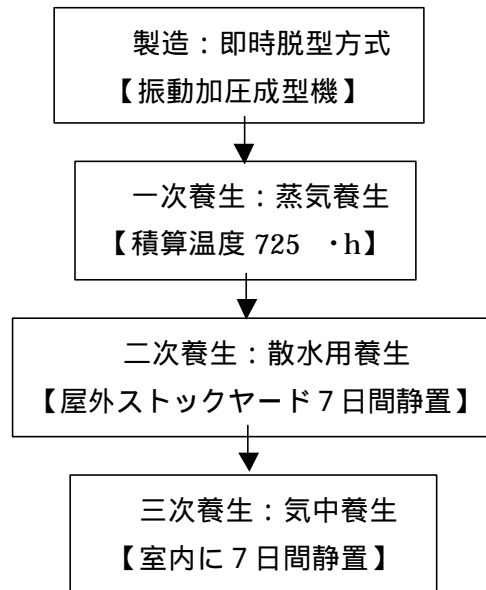 製造：即時脱型方式
【振動加圧成型機】
一次養生：蒸気養生
【積算温度 725　・h】
二次養生：散水用養生
【屋外ストックヤード７日間静置】
三次養生：気中養生
【室内に７日間静置】